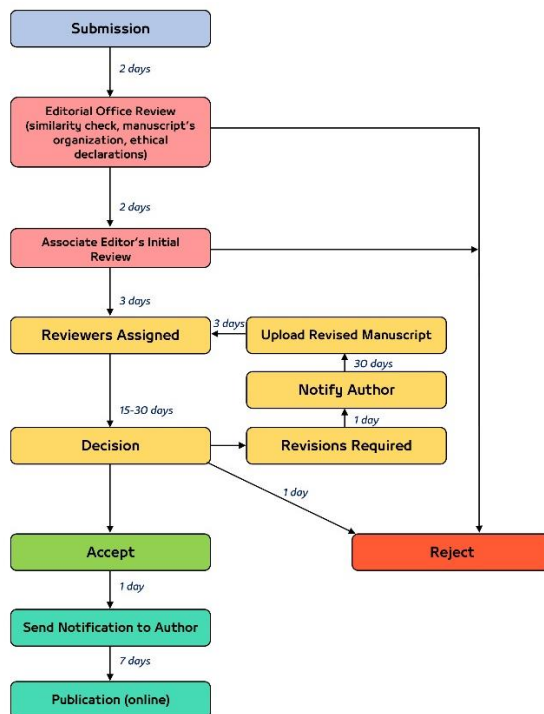 Submission
2 days
Editorial Office Review
(similarity check, manuscript's
organization, ethical
declarations)
2 days
Associate Editor's Initial
Review
3 days
Reviewers Assigned
3 days
Upload Revised Manuscript
30 days
Notify Author
15-30 days
1 day
Decision
Revisions Required
1 day
Accept
Reject
1 day
Send Notification to Author
7 days
Publication (online)